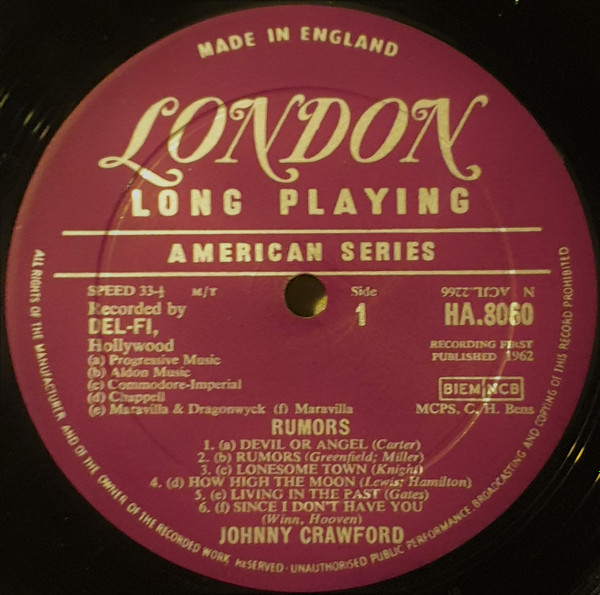 MADE IN ENGLAND
LONDON
LONG PLAYING
AMERICAN SERIES
SPEED 33-⅓ M/T
Side
1
N ACIL.2266
HA.8060
Recorded by
DEL-FI,
Hollywood
RECORDING FIRST
PUBLISHED 1962
(a) Progressive Music
(b) Aldon Music
(c) Commodore-Imperial
(d) Chappell
(e) Maravilla & Dragonwyck (f) Maravilla
BIEM NCB
MCPS, C. H. Bens
RUMORS
1. (a) DEVIL OR ANGEL (Carter)
2. (b) RUMORS (Greenfield; Miller)
3. (c) LONESOME TOWN (Knight)
4. (d) HOW HIGH THE MOON (Lewis; Hamilton)
5. (e) LIVING IN THE PAST (Gates)
6. (f) SINCE I DON'T HAVE YOU
(Winn, Hooven)
JOHNNY CRAWFORD
ALL RIGHTS OF THE MANUFACTURER AND OF THE OWNER OF THE RECORDED WORK RESERVED · UNAUTHORISED PUBLIC PERFORMANCE, BROADCASTING AND COPYING OF THIS RECORD PROHIBITED